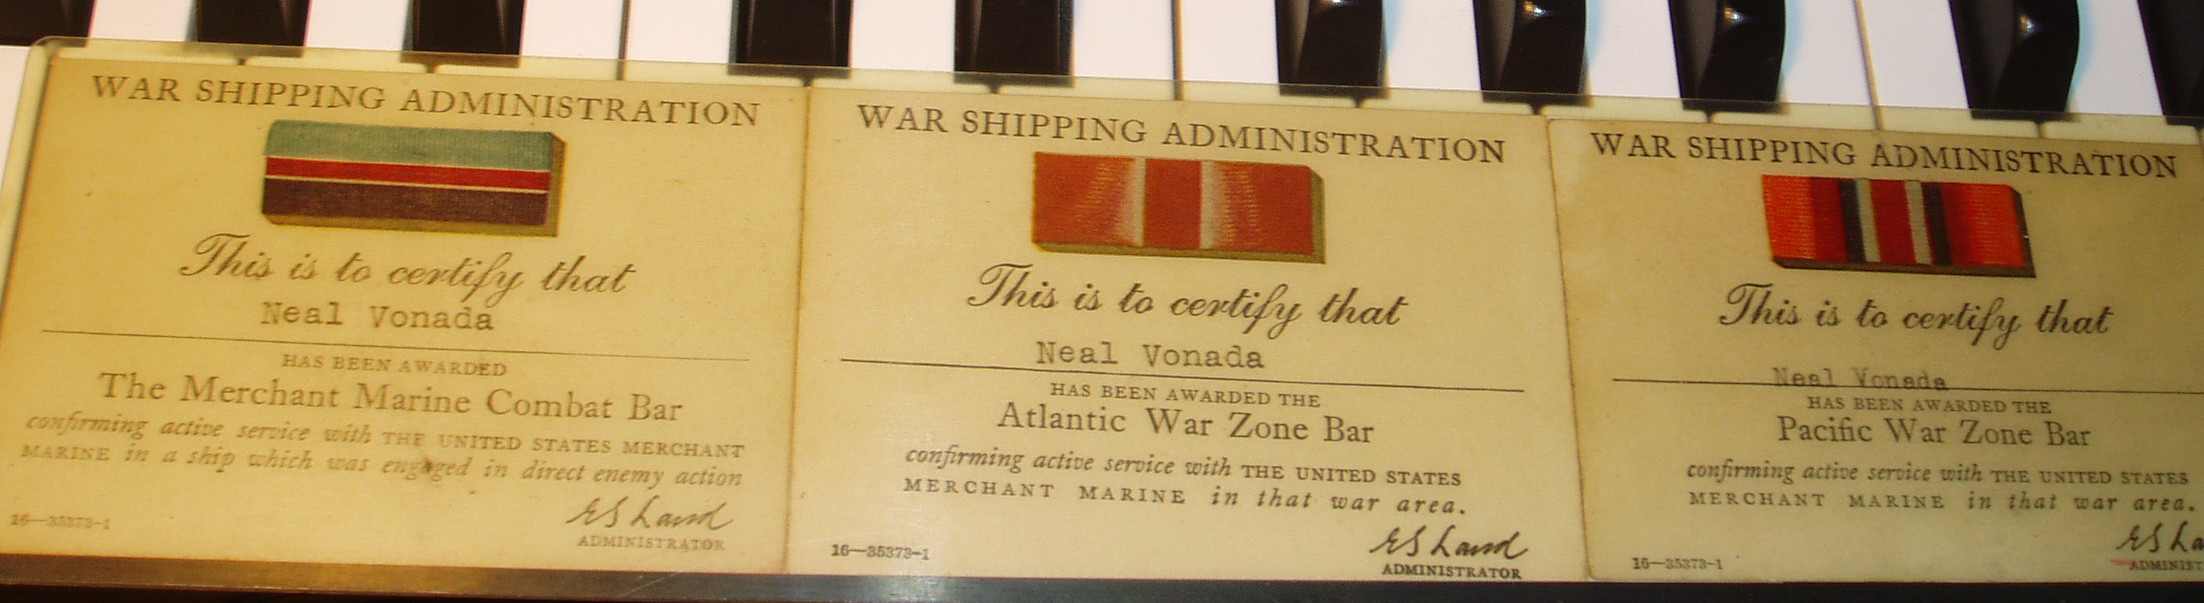 WAR SHIPPING ADMINISTRATION
This is to certify that
Neal Vonada
HAS BEEN AWARDED
The Merchant Marine Combat Bar
confirming active service with THE UNITED STATES MERCHANT
MARINE in a ship which was engaged in direct enemy action
E S Land
ADMINISTRATOR
16—35373-1
WAR SHIPPING ADMINISTRATION
This is to certify that
Neal Vonada
HAS BEEN AWARDED THE
Atlantic War Zone Bar
confirming active service with THE UNITED STATES
MERCHANT MARINE in that war area.
E S Land
ADMINISTRATOR
16—35373-1
WAR SHIPPING ADMINISTRATION
This is to certify that
Neal Vonada
HAS BEEN AWARDED THE
Pacific War Zone Bar
confirming active service with THE UNITED STATES
MERCHANT MARINE in that war area.
E S La
ADMINIST
16—35373-1